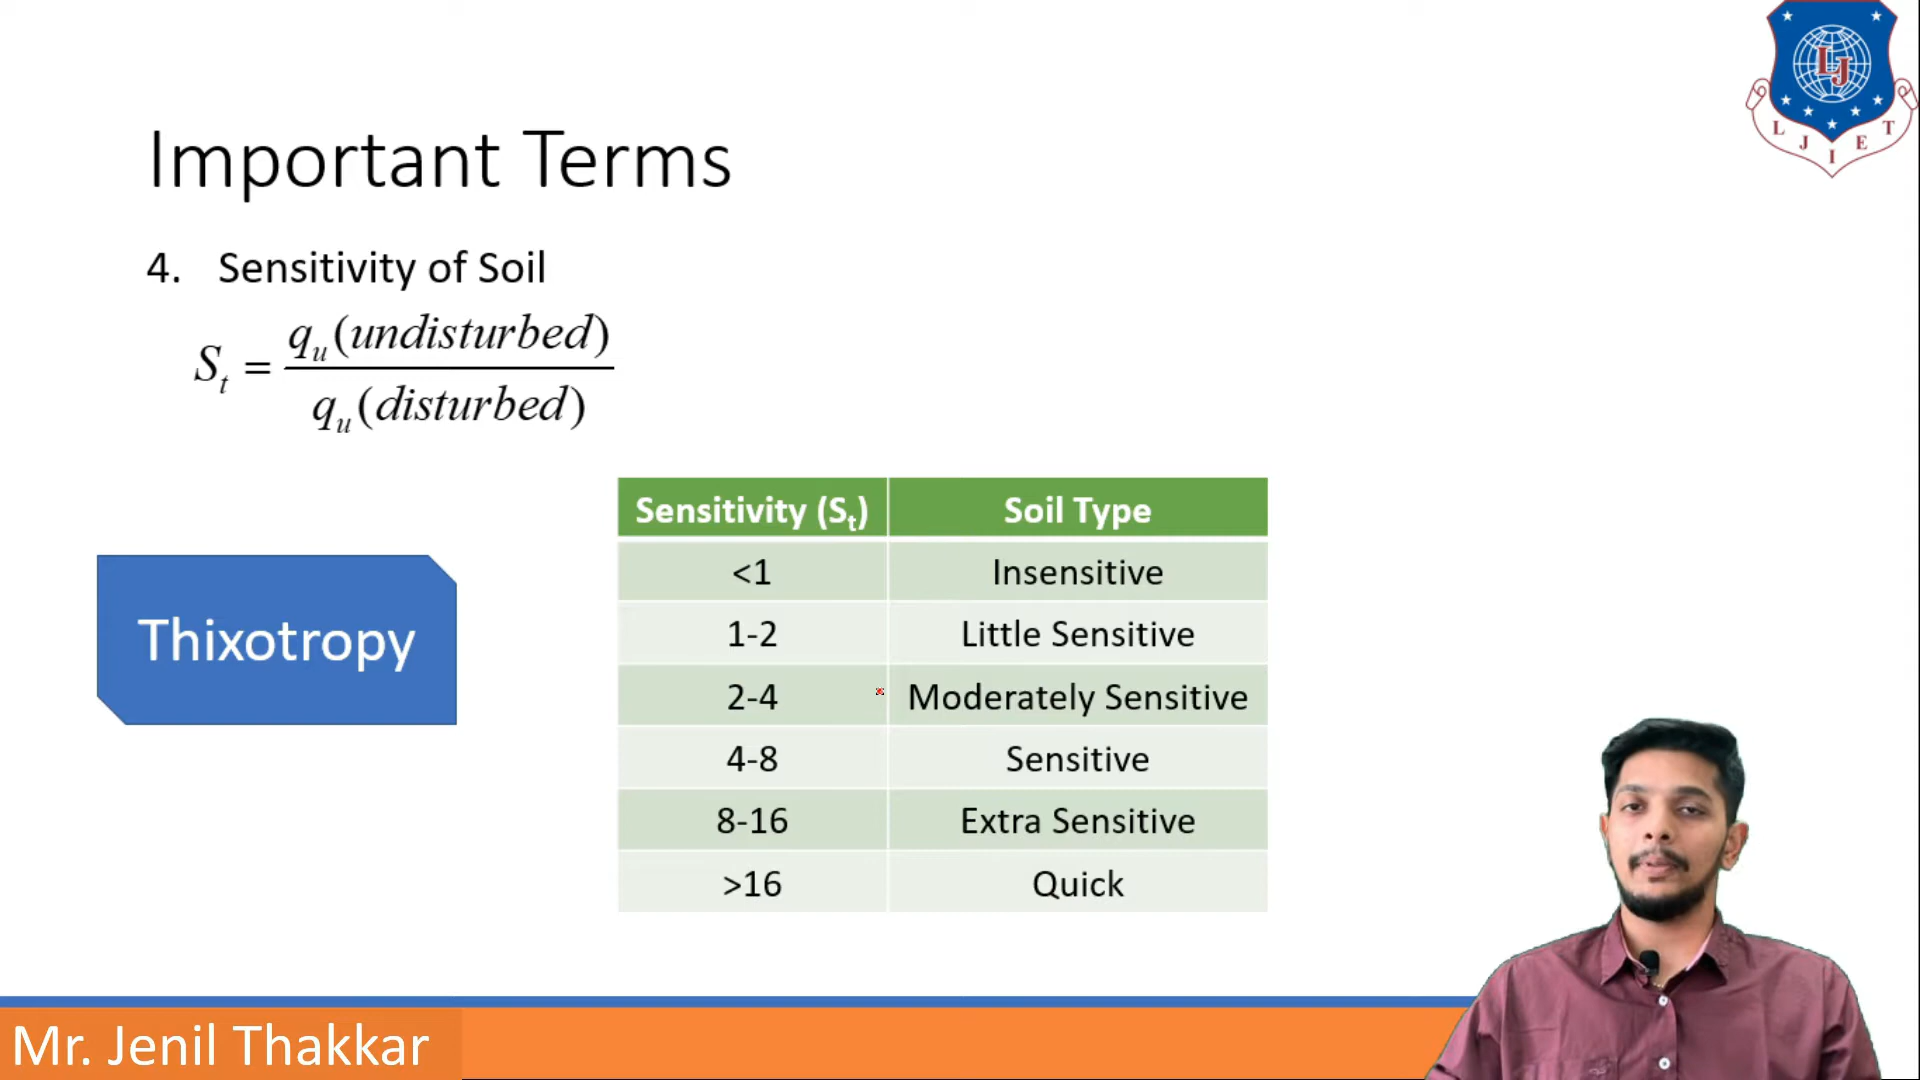 Important Terms
4. Sensitivity of Soil
S_t = q_u (undisturbed) / q_u (disturbed)
Sensitivity (S_t) Soil Type
<1 Insensitive
1-2 Little Sensitive
2-4 Moderately Sensitive
4-8 Sensitive
8-16 Extra Sensitive
>16 Quick
Thixotropy
Mr. Jenil Thakkar
LJ
L J I E T